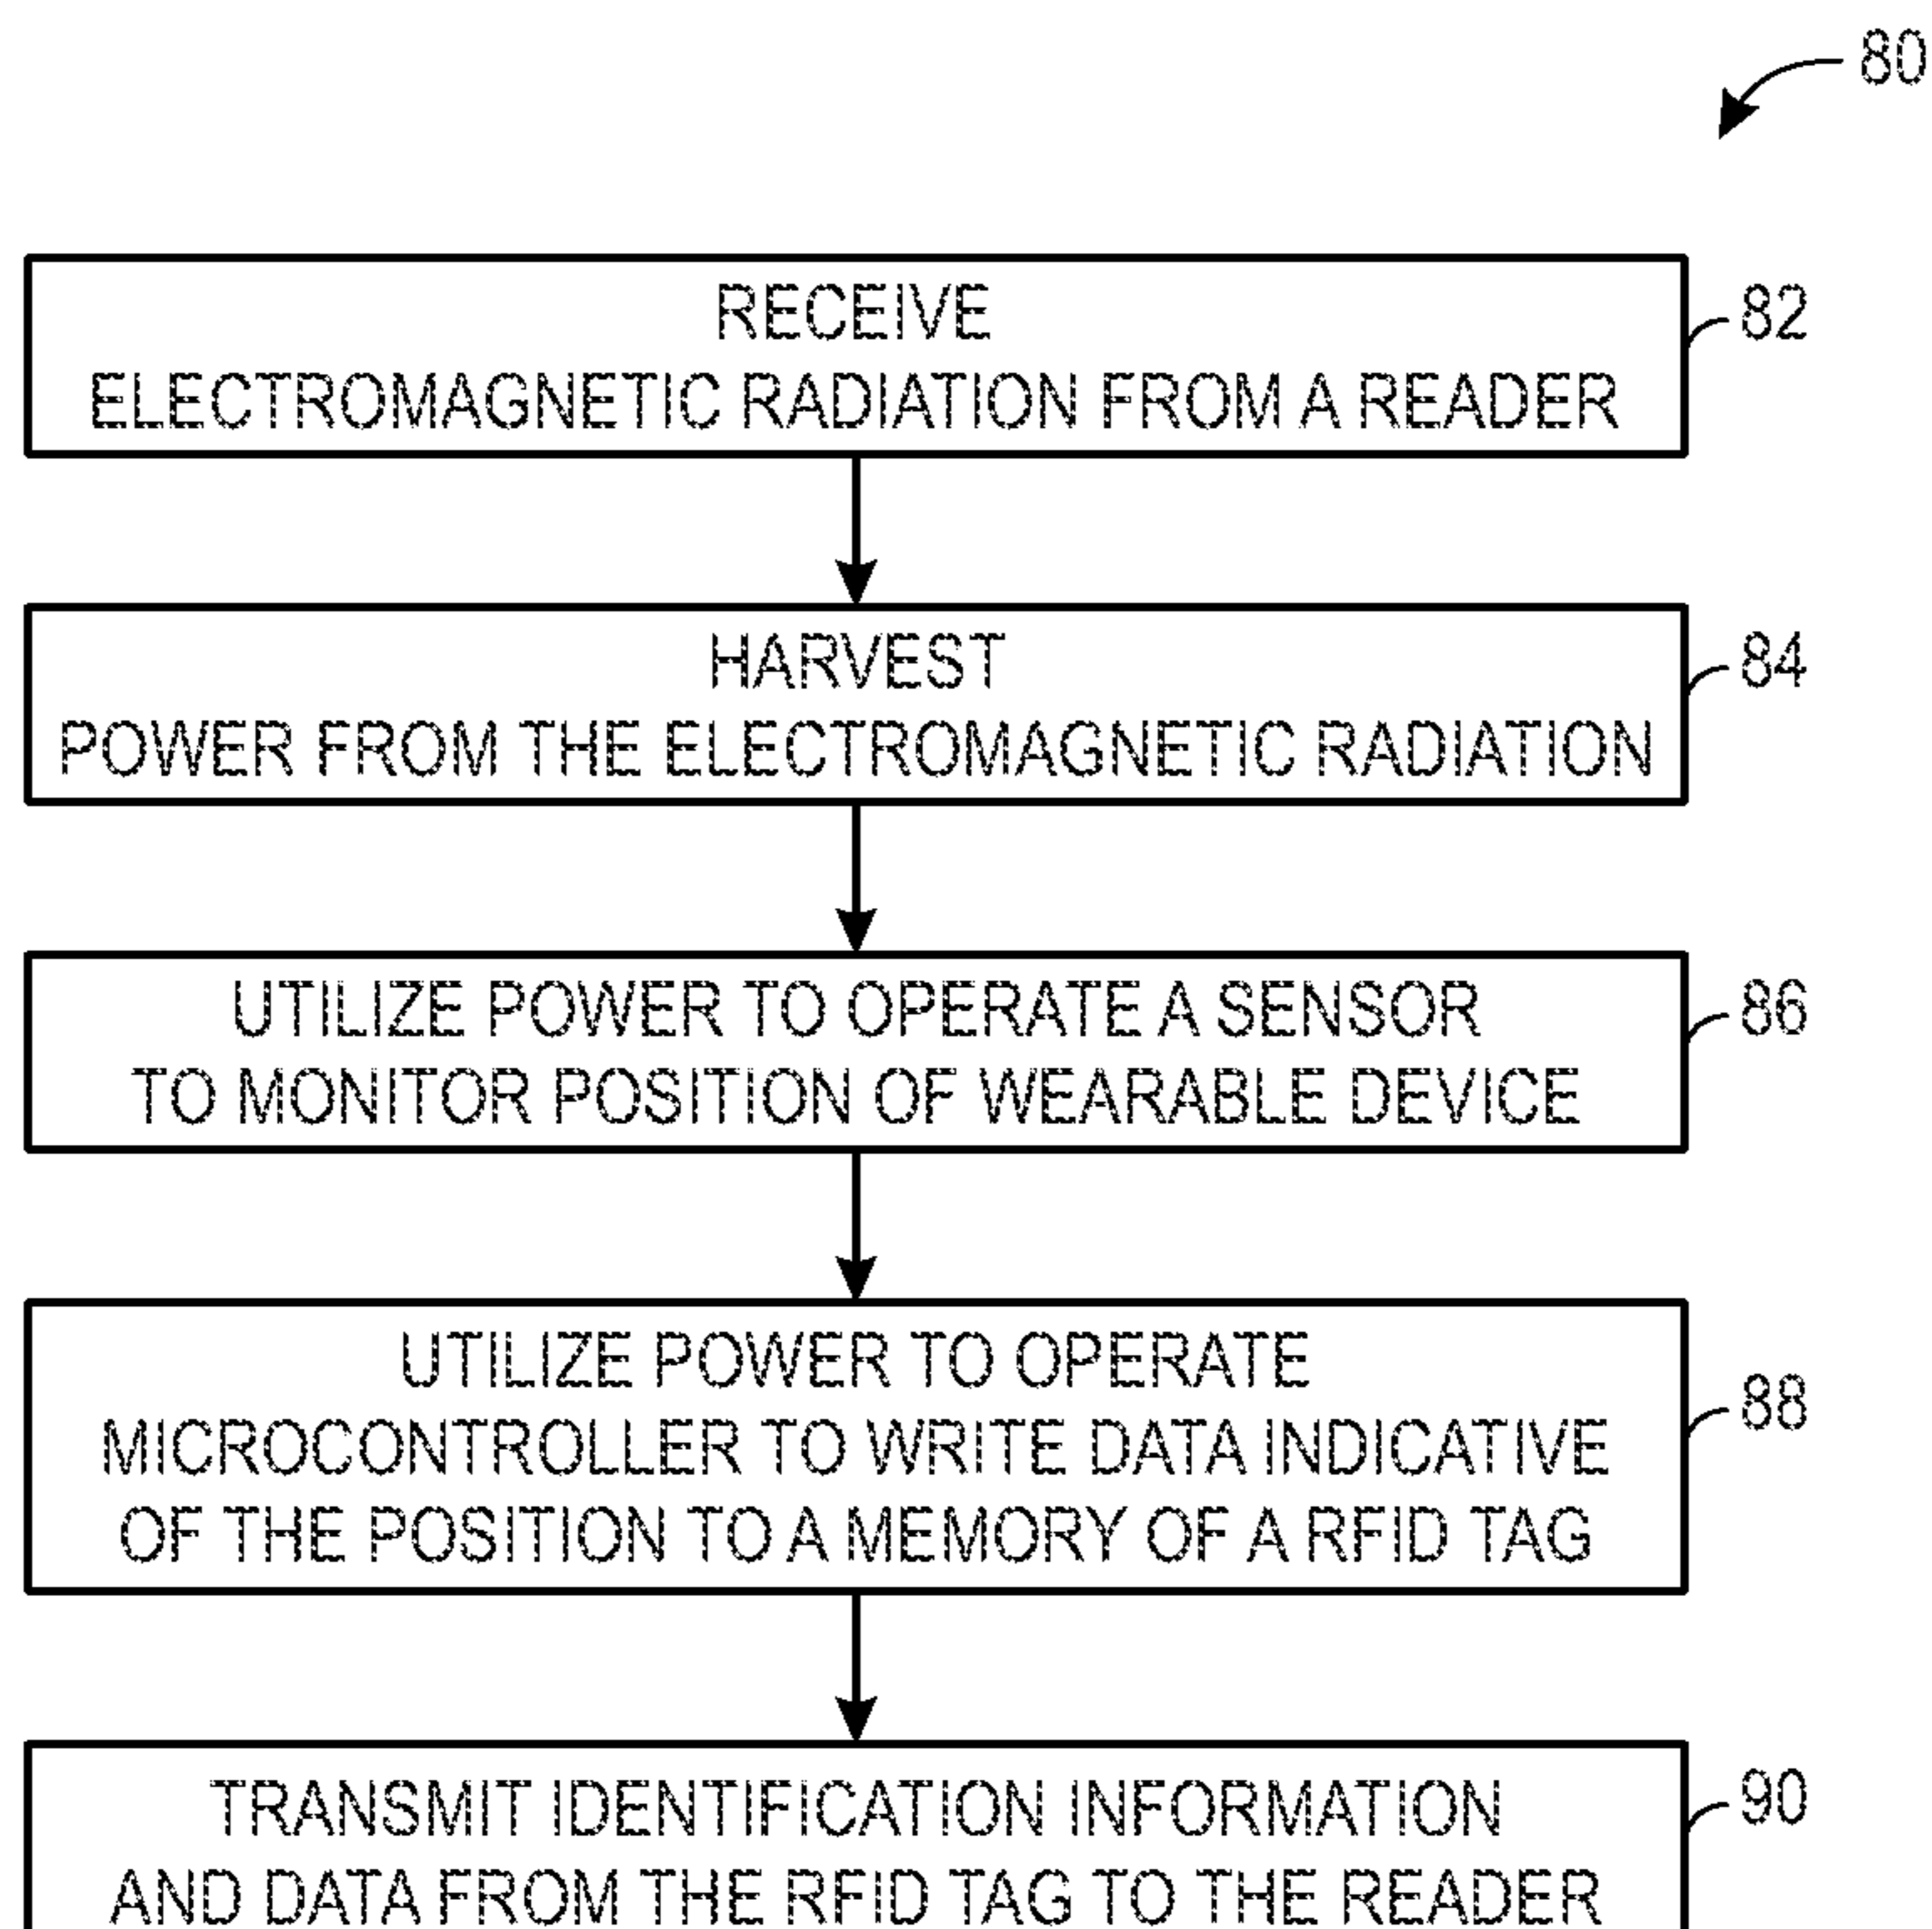 80
RECEIVE
ELECTROMAGNETIC RADIATION FROM A READER
82
HARVEST
POWER FROM THE ELECTROMAGNETIC RADIATION
84
UTILIZE POWER TO OPERATE A SENSOR
TO MONITOR POSITION OF WEARABLE DEVICE
86
UTILIZE POWER TO OPERATE
MICROCONTROLLER TO WRITE DATA INDICATIVE
OF THE POSITION TO A MEMORY OF A RFID TAG
88
TRANSMIT IDENTIFICATION INFORMATION
AND DATA FROM THE RFID TAG TO THE READER
90